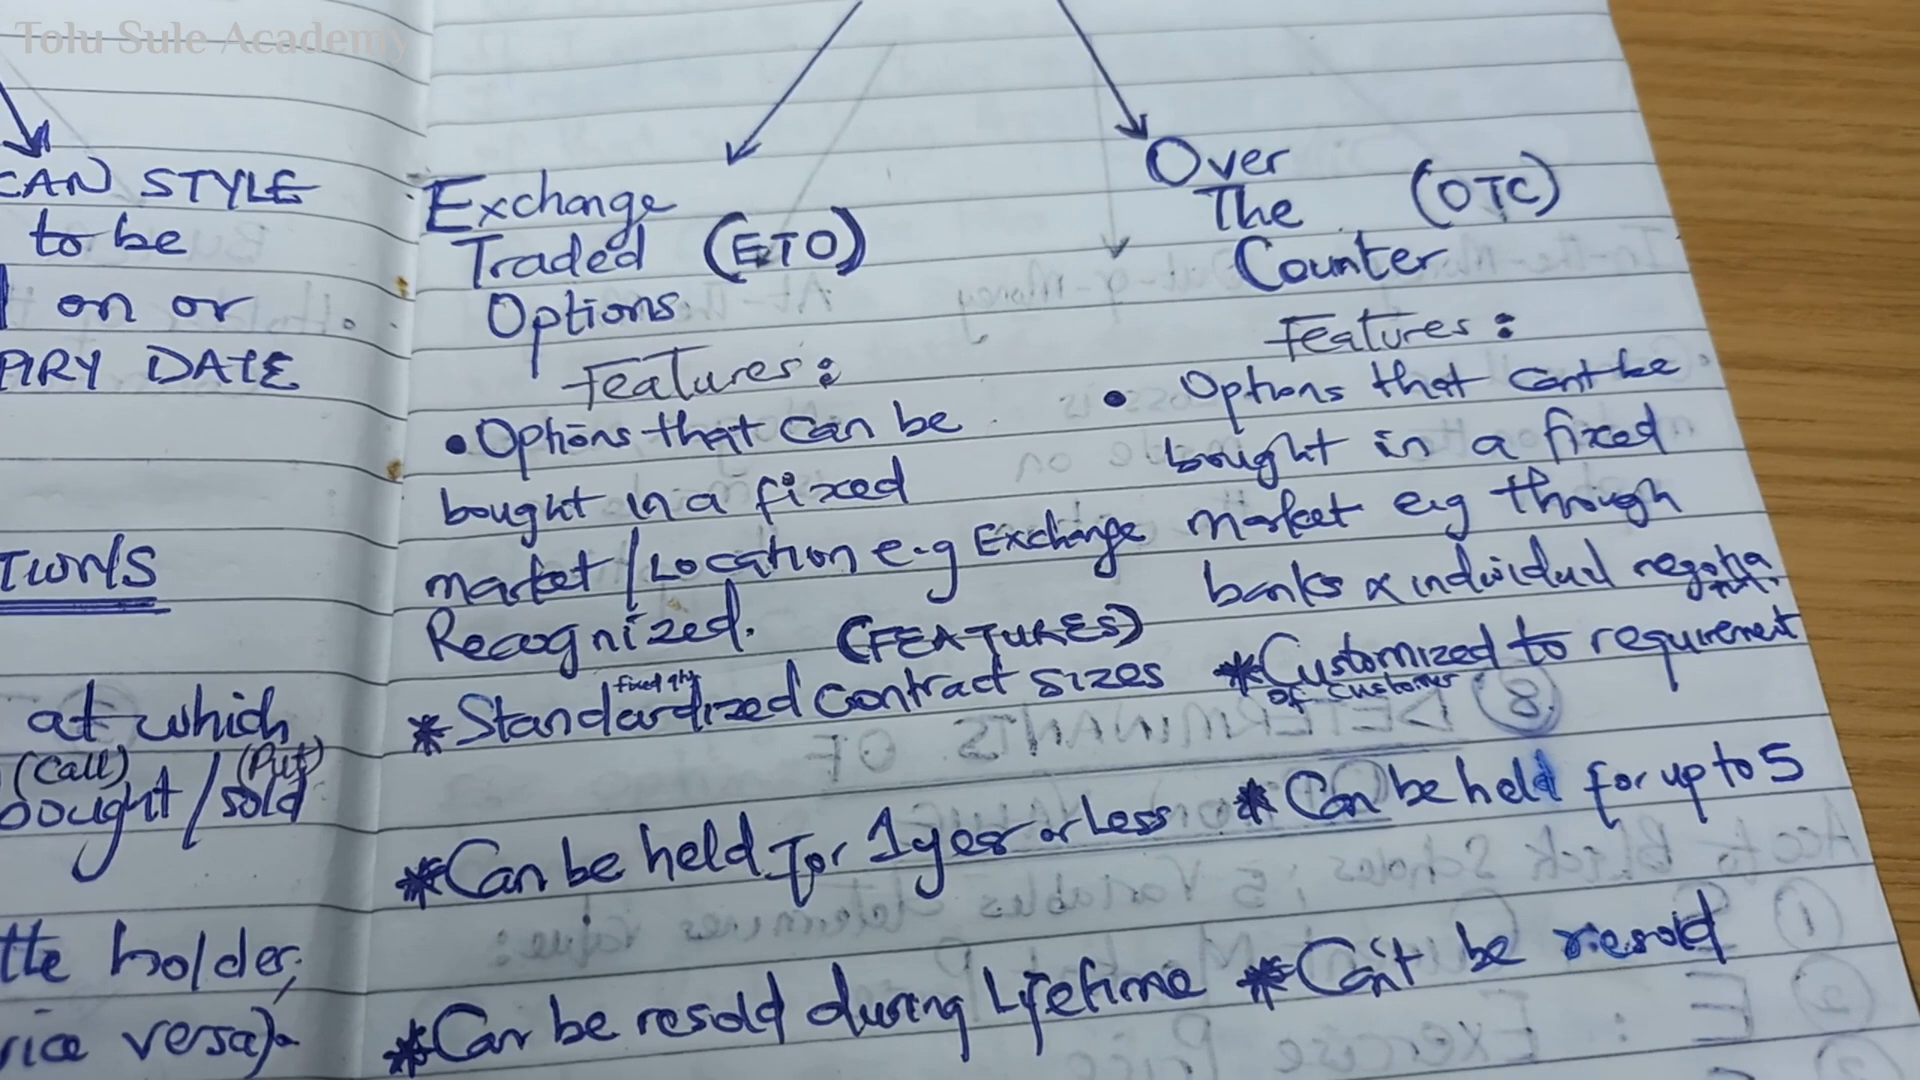 Tolu Sule Academy
CAN STYLE
to be
on or
PIRY DATE
at which
(Call) (Put)
bought/sold
the holder,
vice versa).
Exchange
Traded (ETO)
Options
Features:
• Options that can be
bought in a fixed
market/Location e.g Exchange
Recognized. (FEATURES)
fixed qty
* Standardized contract sizes
* Can be held for 1 year or Less
* Can be resold during Lifetime
Over
The (OTC)
Counter
Features:
• Options that can't be
bought in a fixed
market e.g through
banks & individual
* Customized to requirement
of customer
* Can be held for up to 5
* Can't be resold